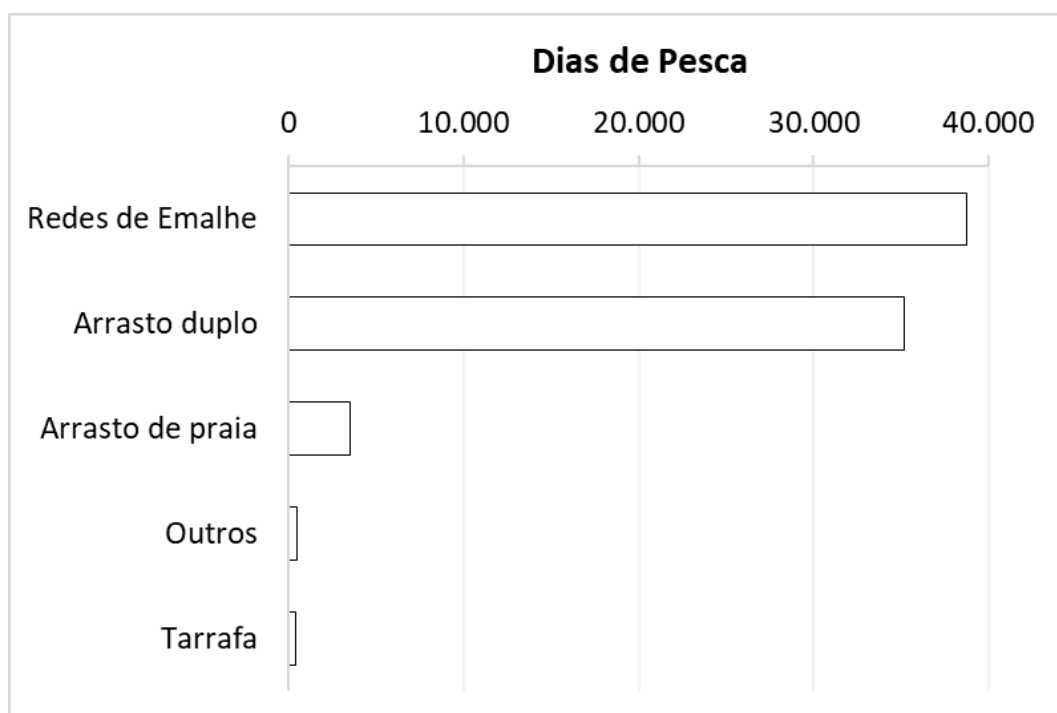 Dias de Pesca
0 10.000 20.000 30.000 40.000
Redes de Emalhe
Arrasto duplo
Arrasto de praia
Outros
Tarrafa